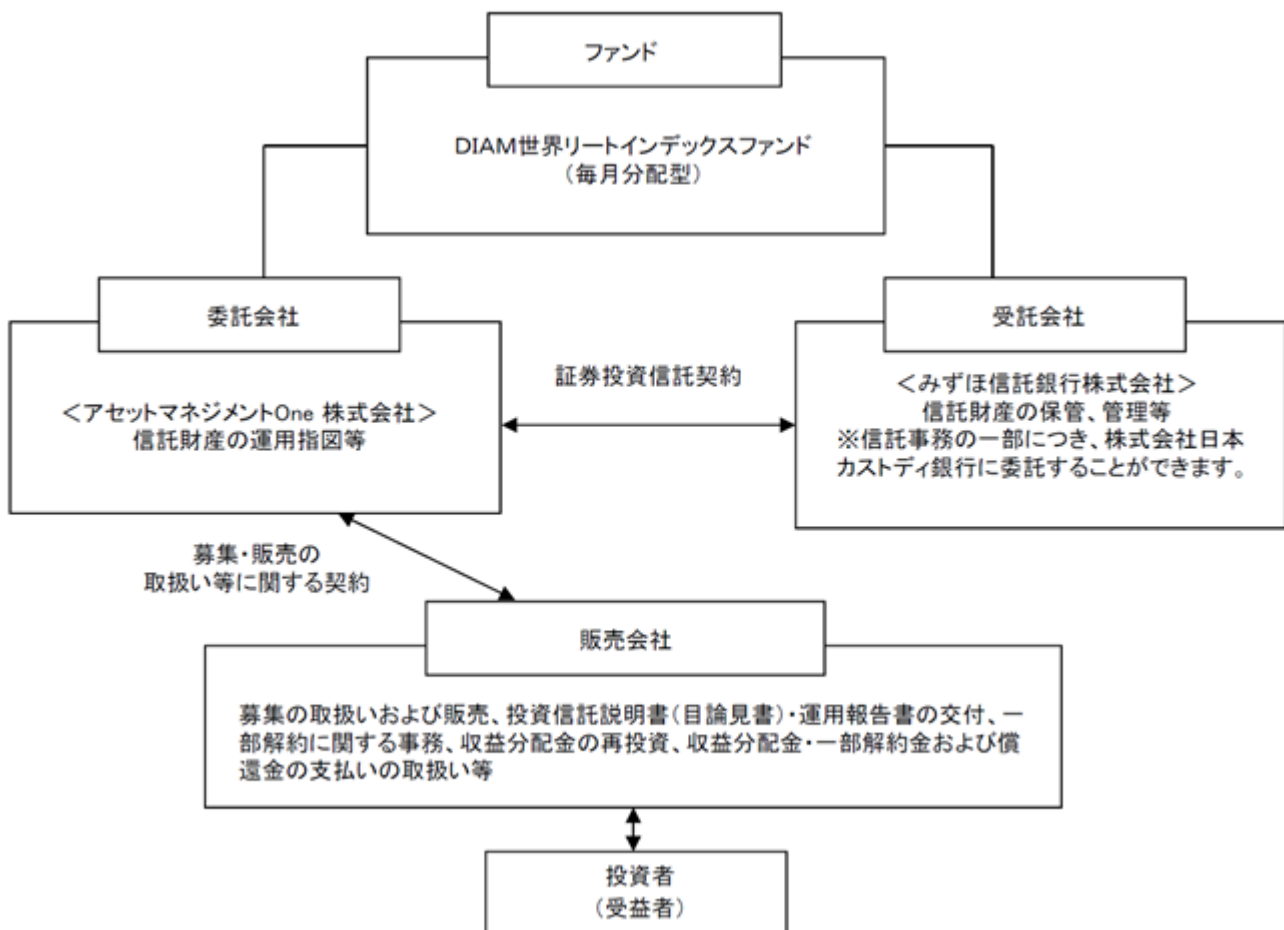 ファンド
DIAM世界リートインデックスファンド
（毎月分配型）
委託会社
＜アセットマネジメントOne 株式会社＞
信託財産の運用指図等
証券投資信託契約
受託会社
＜みずほ信託銀行株式会社＞
信託財産の保管、管理等
※信託事務の一部につき、株式会社日本
カストディ銀行に委託することができます。
募集・販売の
取扱い等に関する契約
販売会社
募集の取扱いおよび販売、投資信託説明書（目論見書）・運用報告書の交付、一
部解約に関する事務、収益分配金の再投資、収益分配金・一部解約金および償
還金の支払いの取扱い等
投資者
（受益者）